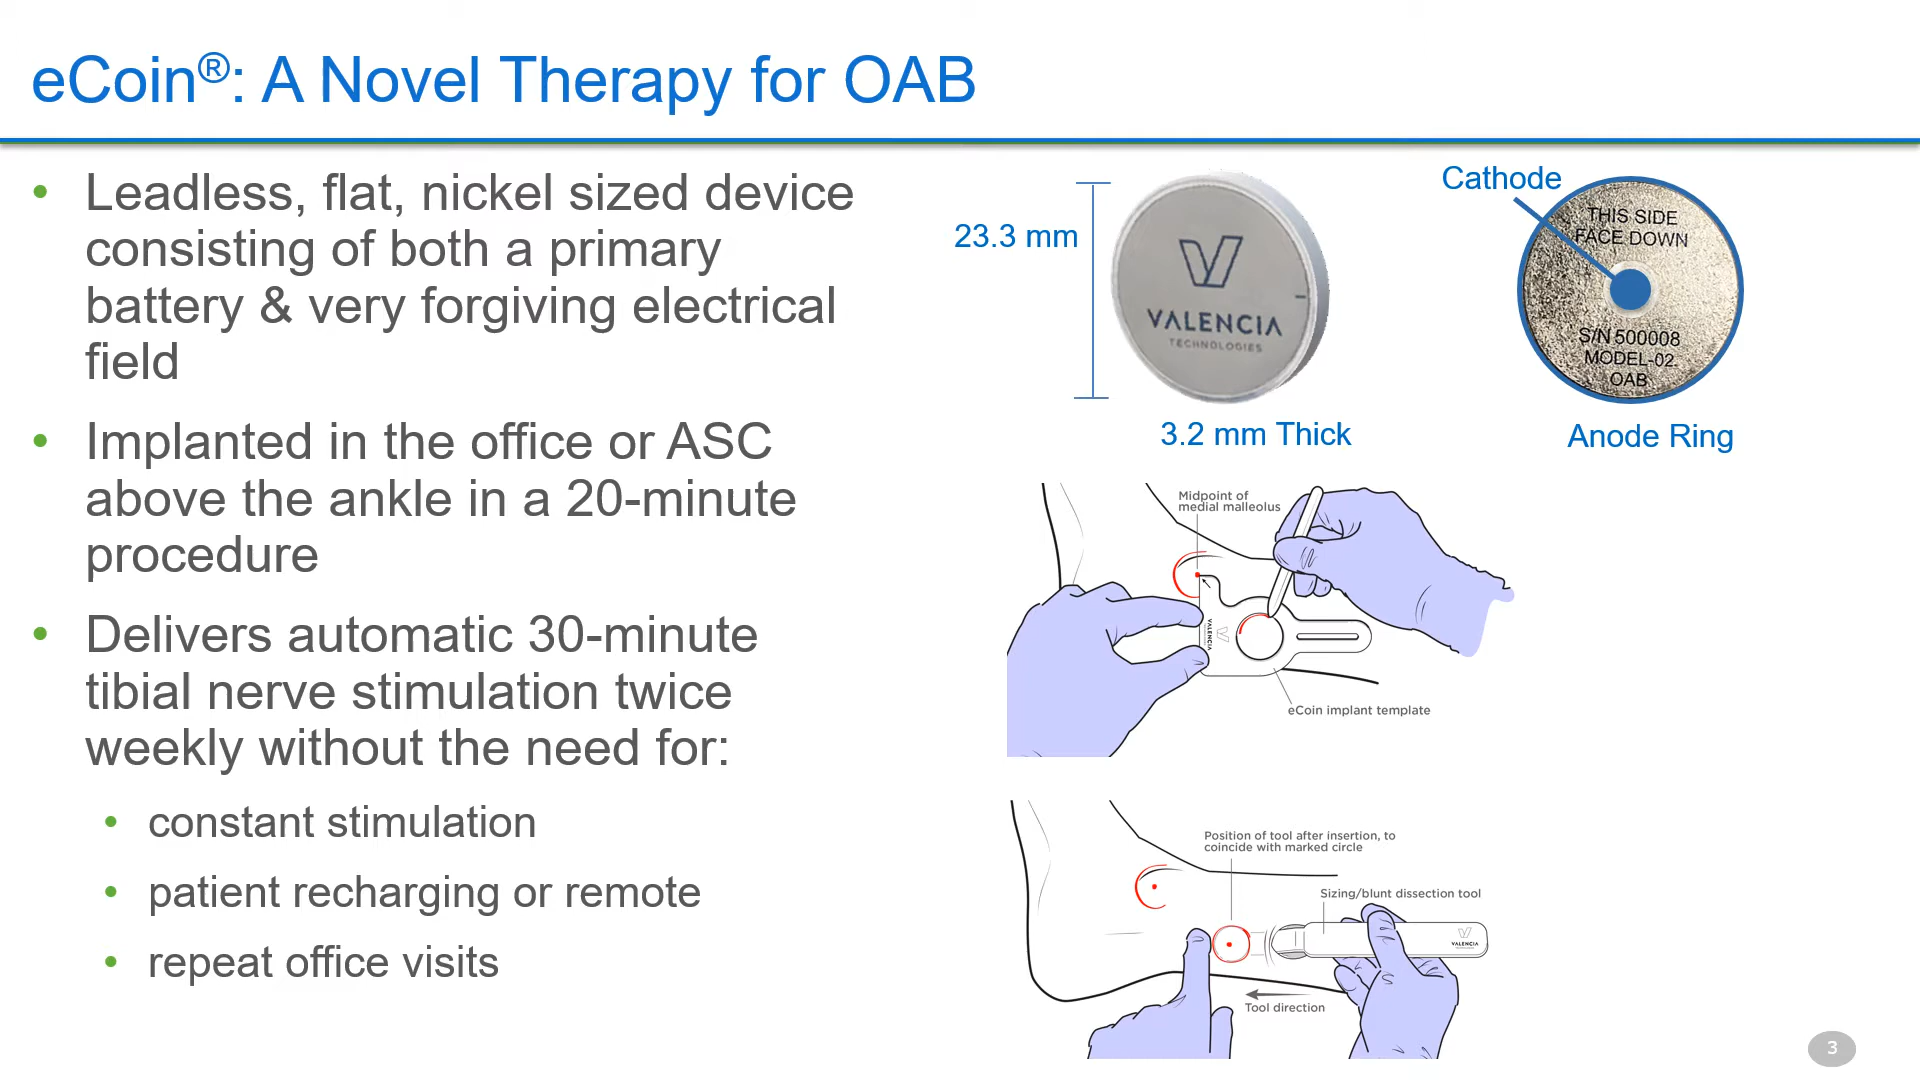 eCoin®: A Novel Therapy for OAB
• Leadless, flat, nickel sized device
consisting of both a primary
battery & very forgiving electrical
field
• Implanted in the office or ASC
above the ankle in a 20-minute
procedure
• Delivers automatic 30-minute
tibial nerve stimulation twice
weekly without the need for:
• constant stimulation
• patient recharging or remote
• repeat office visits
23.3 mm
VALENCIA
TECHNOLOGIES
3.2 mm Thick
Cathode
THIS SIDE
FACE DOWN
S/N 500008
MODEL-02
OAB
Anode Ring
Midpoint of
medial malleolus
VALENCIA
eCoin implant template
Position of tool after insertion, to
coincide with marked circle
Sizing/blunt dissection tool
VALENCIA
Tool direction
3